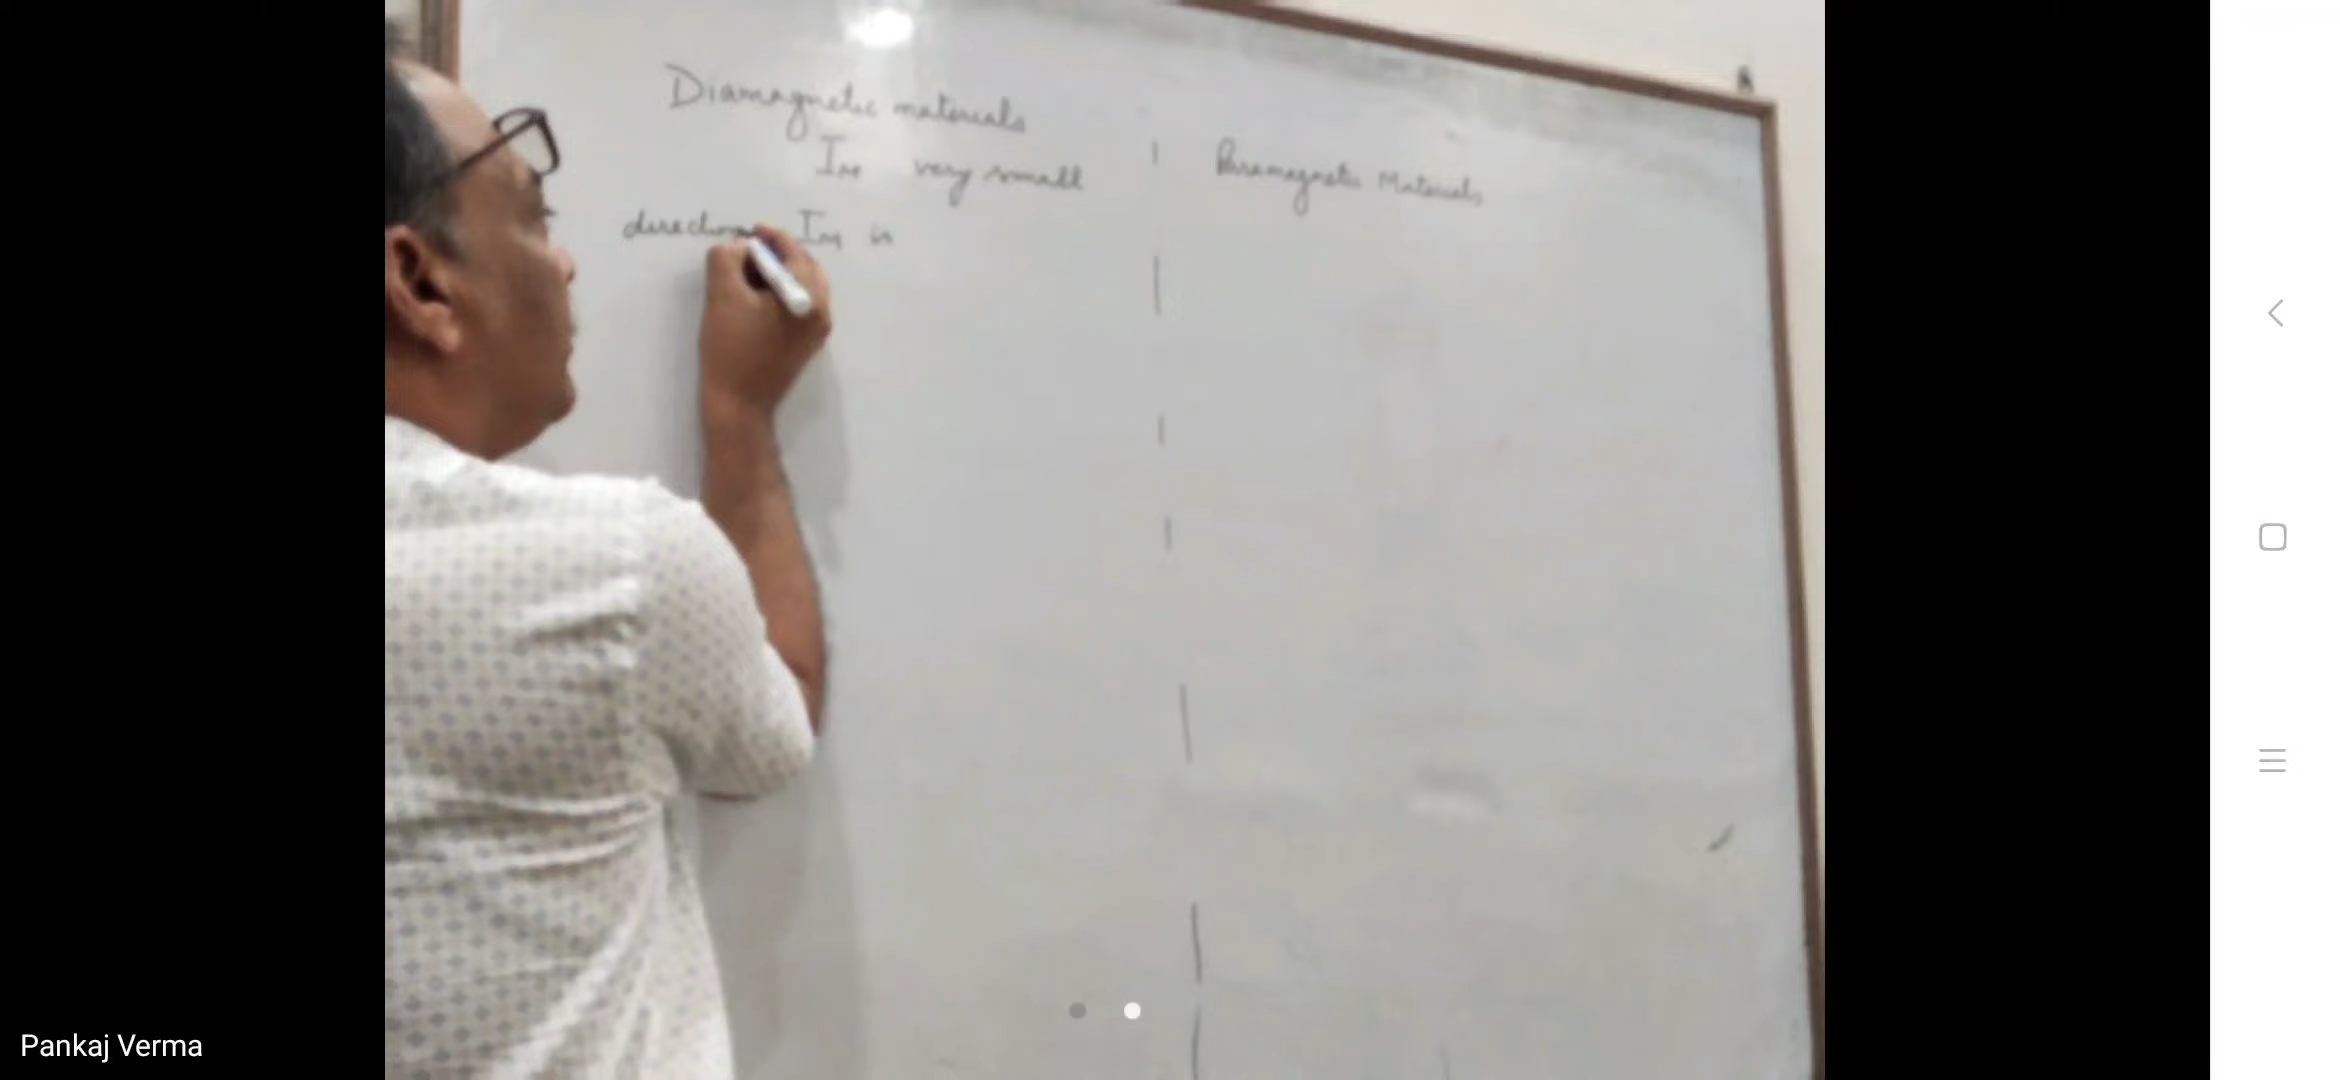 Diamagnetic materials
Im very small
Paramagnetic Materials
direction Im is
Pankaj Verma